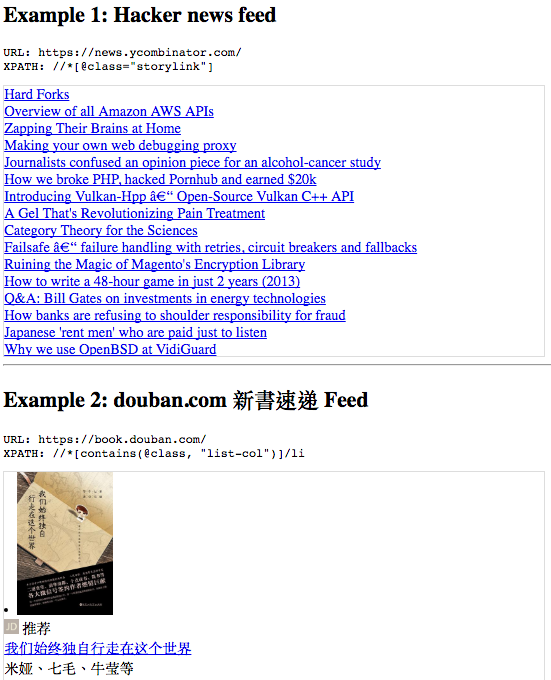 Example 1: Hacker news feed
URL: https://news.ycombinator.com/
XPATH: //*[@class="storylink"]
Hard Forks
Overview of all Amazon AWS APIs
Zapping Their Brains at Home
Making your own web debugging proxy
Journalists confused an opinion piece for an alcohol-cancer study
How we broke PHP, hacked Pornhub and earned $20k
Introducing Vulkan-Hpp â€“ Open-Source Vulkan C++ API
A Gel That's Revolutionizing Pain Treatment
Category Theory for the Sciences
Failsafe â€“ failure handling with retries, circuit breakers and fallbacks
Ruining the Magic of Magento's Encryption Library
How to write a 48-hour game in just 2 years (2013)
Q&A: Bill Gates on investments in energy technologies
How banks are refusing to shoulder responsibility for fraud
Japanese 'rent men' who are paid just to listen
Why we use OpenBSD at VidiGuard
Example 2: douban.com 新書速递 Feed
URL: https://book.douban.com/
XPATH: //*[contains(@class, "list-col")]/li
我们始终独自
行走在这个世界
JD 推荐
我们始终独自行走在这个世界
米娅、七毛、牛莹等